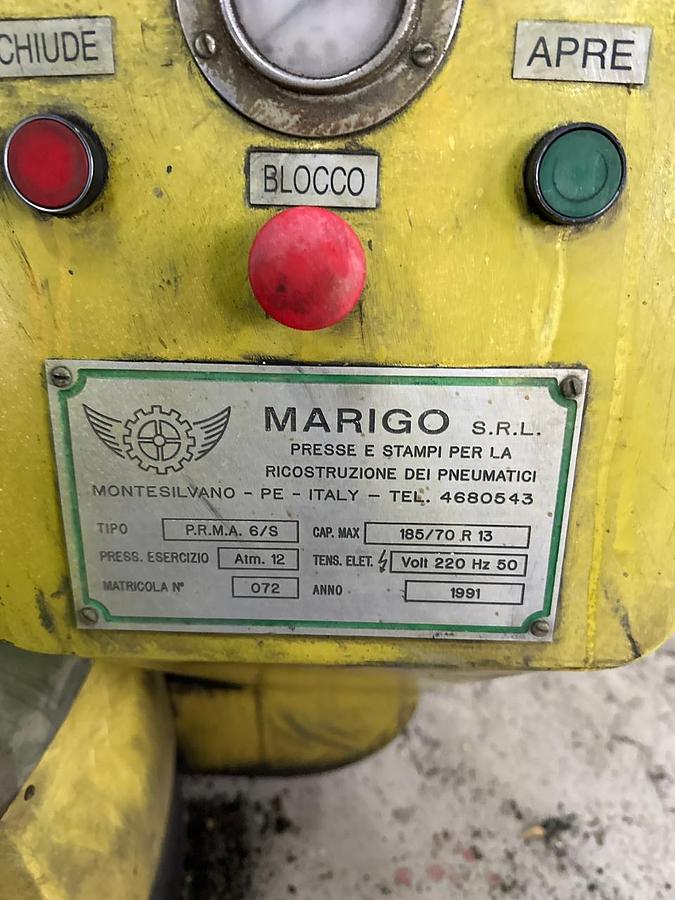 CHIUDE
APRE
BLOCCO
MARIGO S.R.L.
PRESSE E STAMPI PER LA
RICOSTRUZIONE DEI PNEUMATICI
MONTESILVANO - PE - ITALY - TEL. 4680543
TIPO P.R.M.A. 6/S CAP. MAX 185/70 R 13
PRESS. ESERCIZIO Atm. 12 TENS. ELET. Volt 220 Hz 50
MATRICOLA N° 072 ANNO 1991